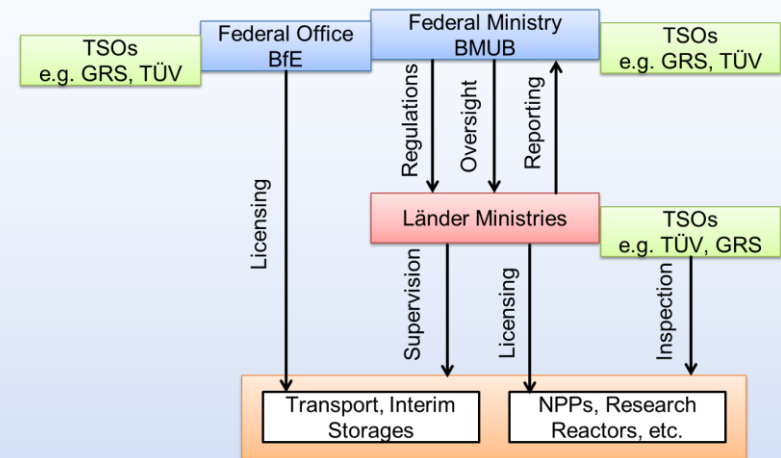 TSOs
e.g. GRS, TÜV
Federal Office
BfE
Federal Ministry
BMUB
TSOs
e.g. GRS, TÜV
Regulations
Oversight
Reporting
Licensing
Länder Ministries
TSOs
e.g. TÜV, GRS
Supervision
Licensing
Inspection
Transport, Interim
Storages
NPPs, Research
Reactors, etc.